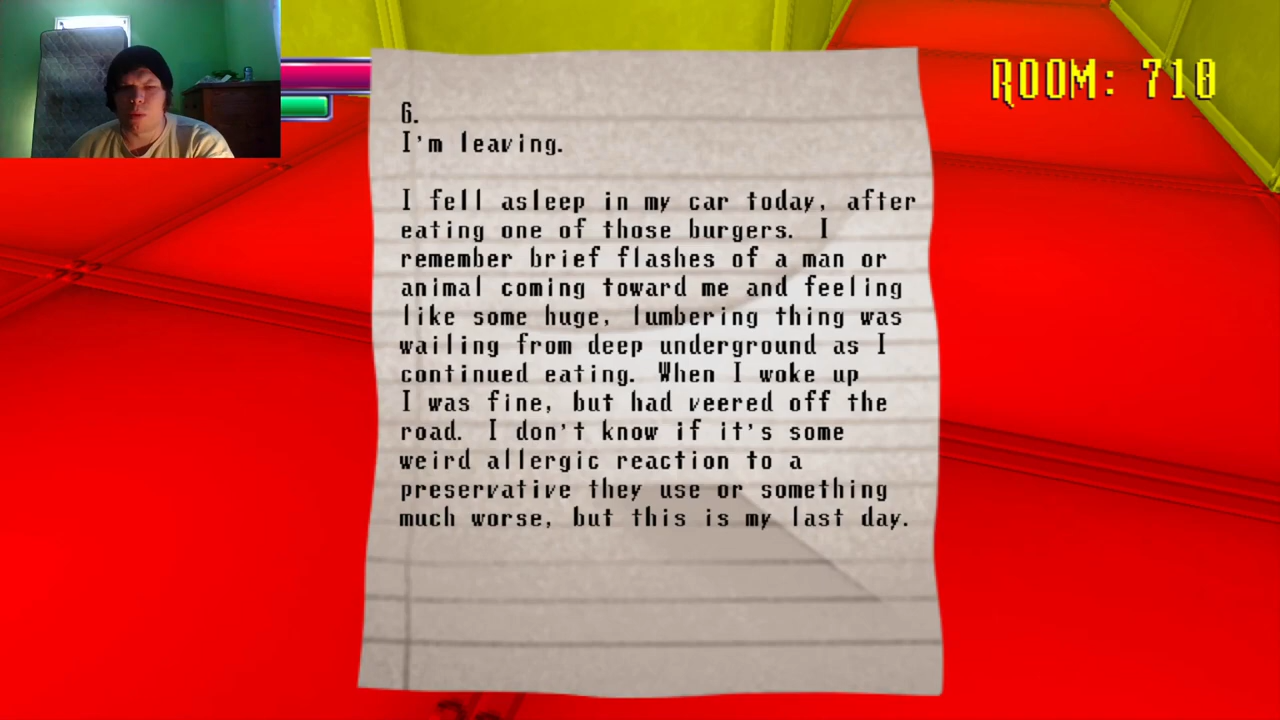 ROOM: 710
6.
I'm leaving.
I fell asleep in my car today, after
eating one of those burgers. I
remember brief flashes of a man or
animal coming toward me and feeling
like some huge, lumbering thing was
wailing from deep underground as I
continued eating. When I woke up
I was fine, but had veered off the
road. I don't know if it's some
weird allergic reaction to a
preservative they use or something
much worse, but this is my last day.